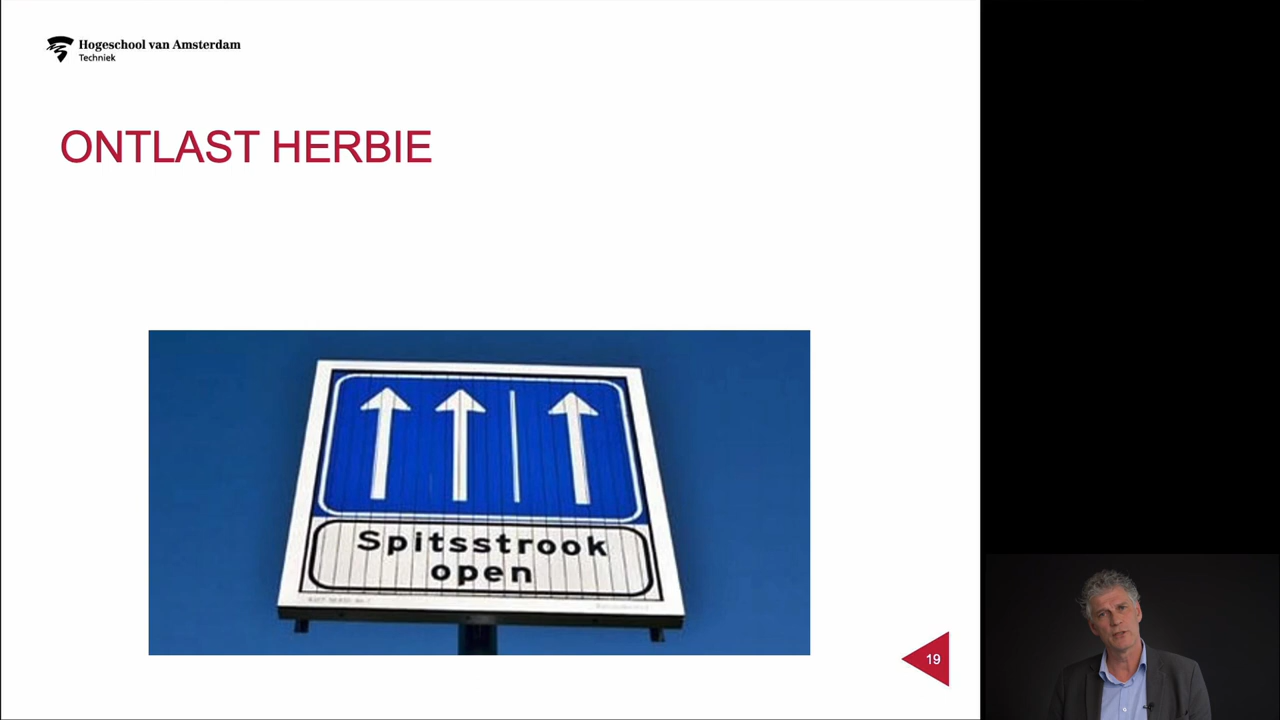 Hogeschool van Amsterdam
Techniek
ONTLAST HERBIE
Spitsstrook
open
19